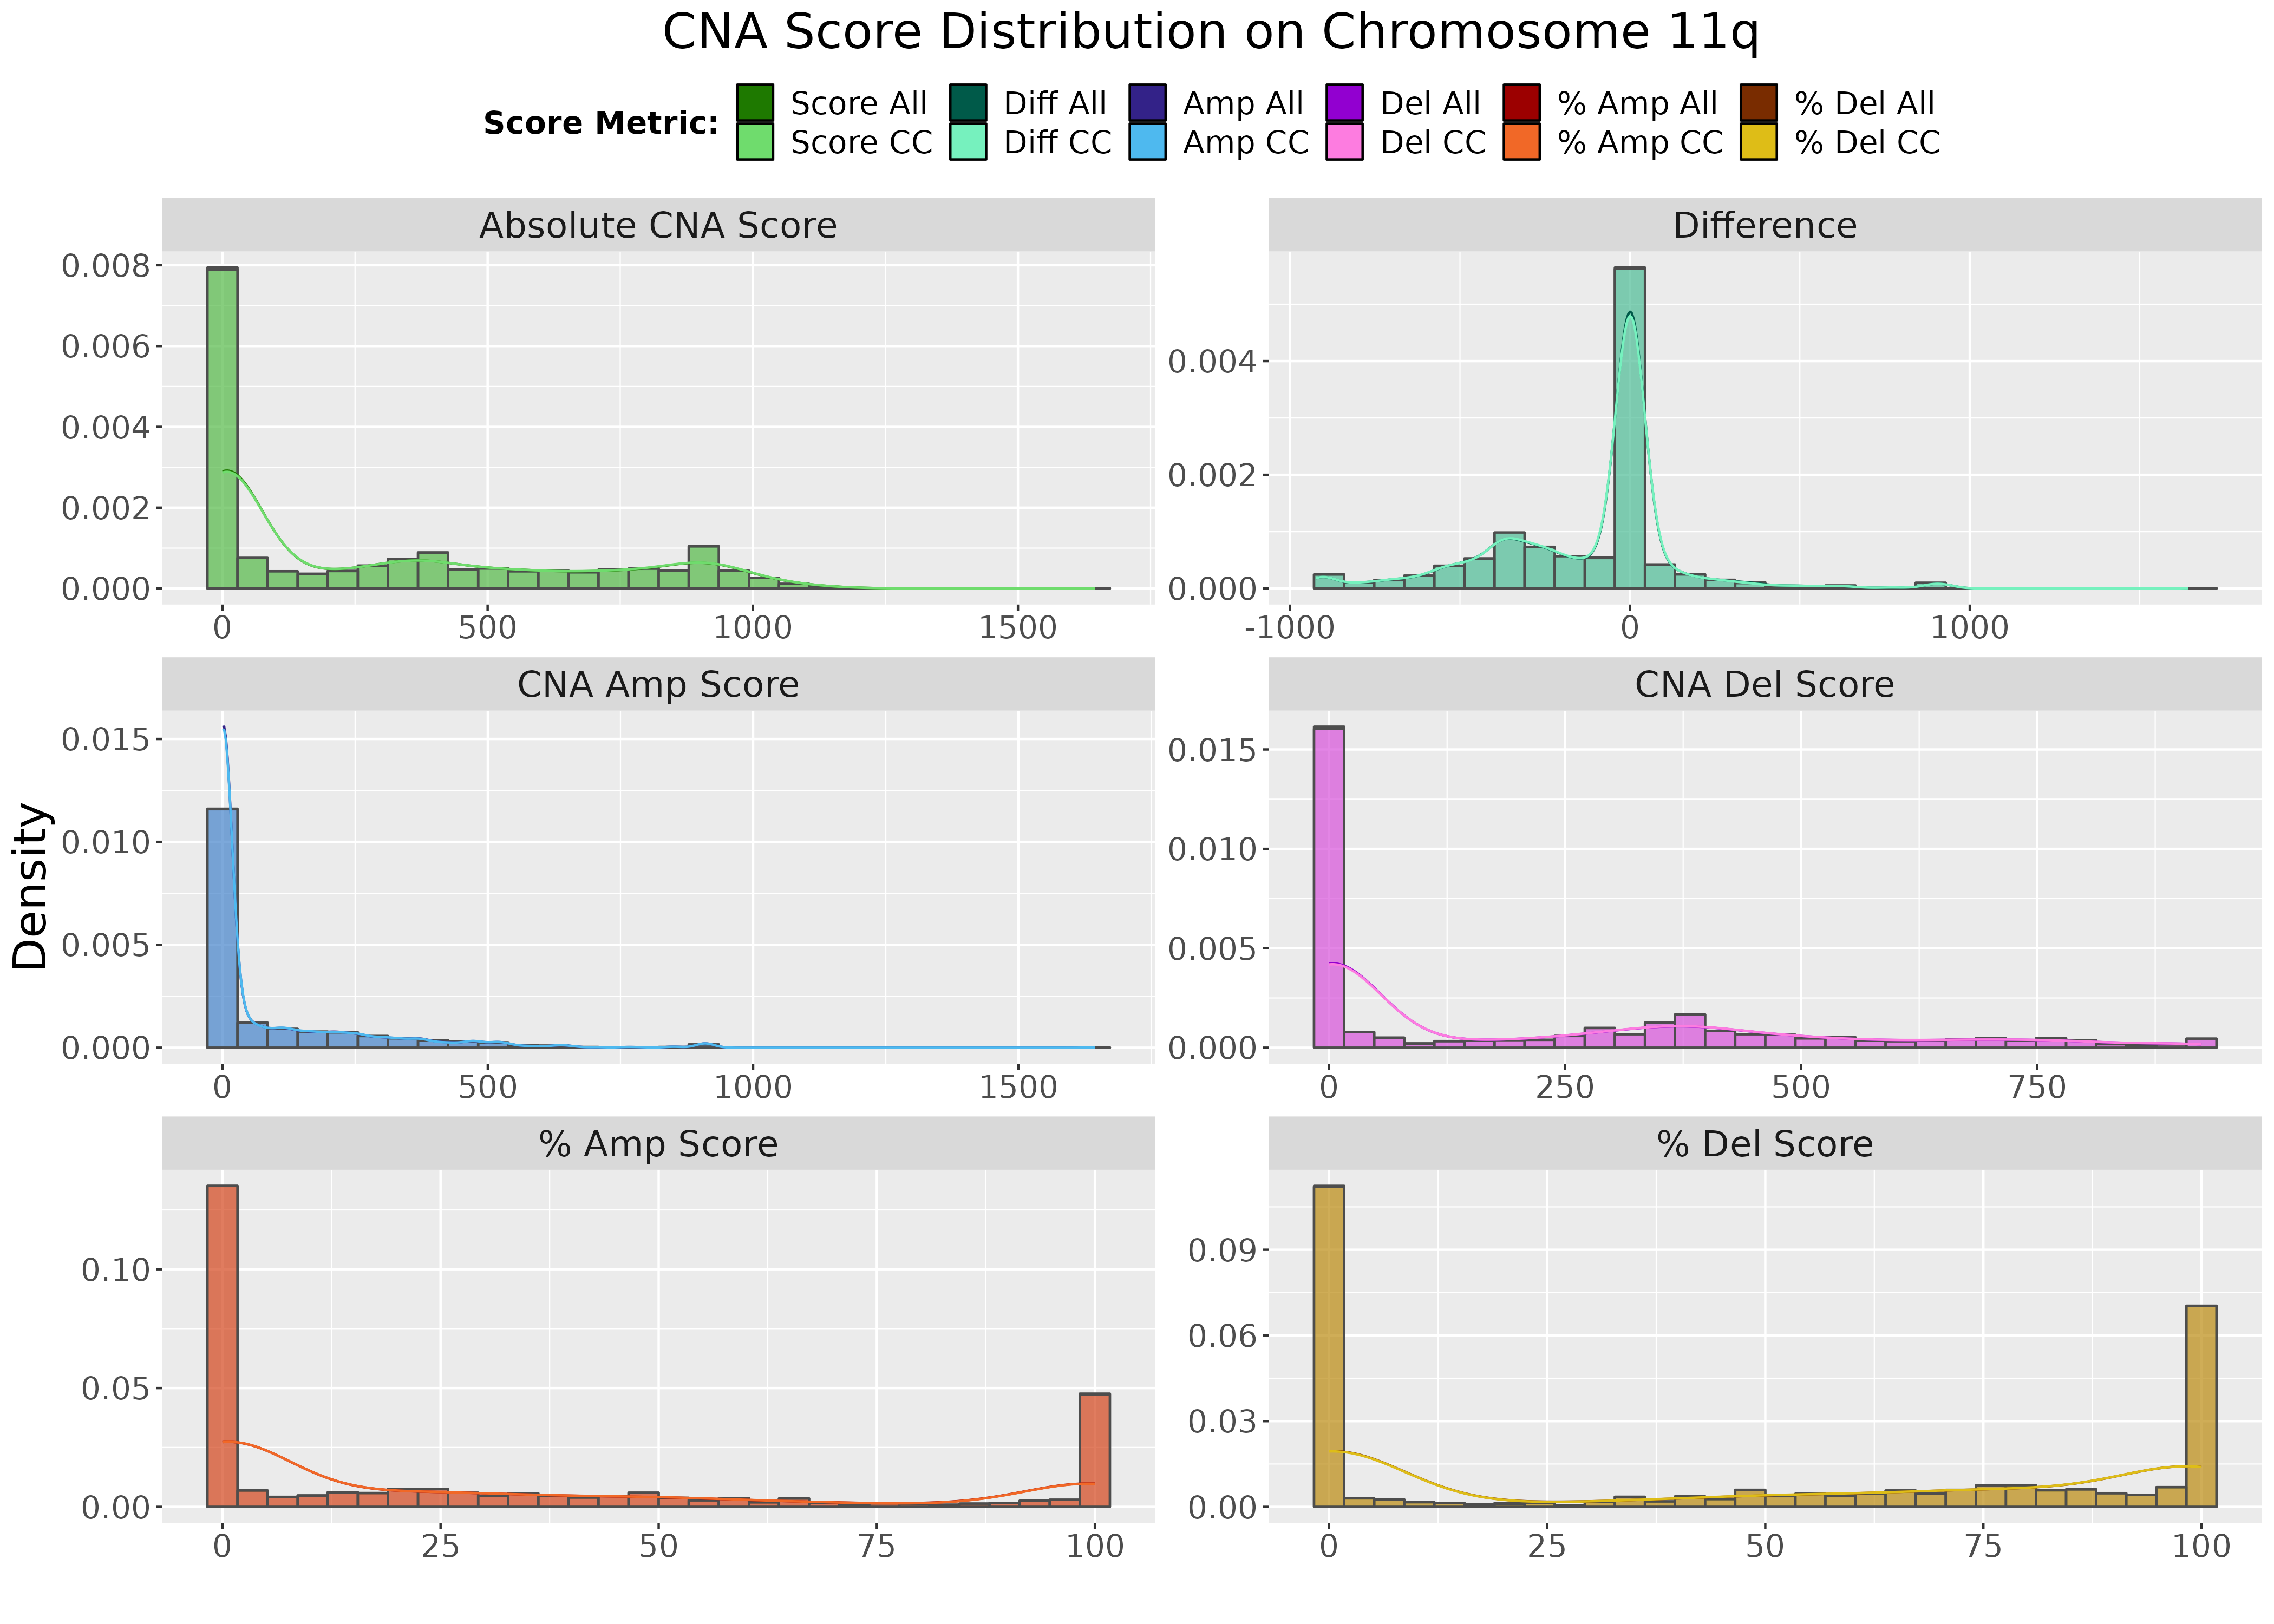 CNA Score Distribution on Chromosome 11q
Score Metric:
Score All
Diff All
Amp All
Del All
% Amp All
% Del All
Score CC
Diff CC
Amp CC
Del CC
% Amp CC
% Del CC
Absolute CNA Score
0.008
0.006
0.004
0.002
0.000
0 500 1000 1500
Difference
0.004
0.002
0.000
-1000 0 1000
Density
CNA Amp Score
0.015
0.010
0.005
0.000
0 500 1000 1500
CNA Del Score
0.015
0.010
0.005
0.000
0 250 500 750
% Amp Score
0.10
0.05
0.00
0 25 50 75 100
% Del Score
0.09
0.06
0.03
0.00
0 25 50 75 100